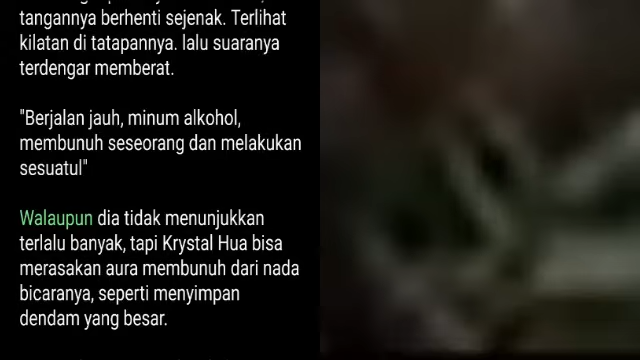 tangannya berhenti sejenak. Terlihat
kilatan di tatapannya. lalu suaranya
terdengar memberat.
"Berjalan jauh, minum alkohol,
membunuh seseorang dan melakukan
sesuatul"
Walaupun dia tidak menunjukkan
terlalu banyak, tapi Krystal Hua bisa
merasakan aura membunuh dari nada
bicaranya, seperti menyimpan
dendam yang besar.